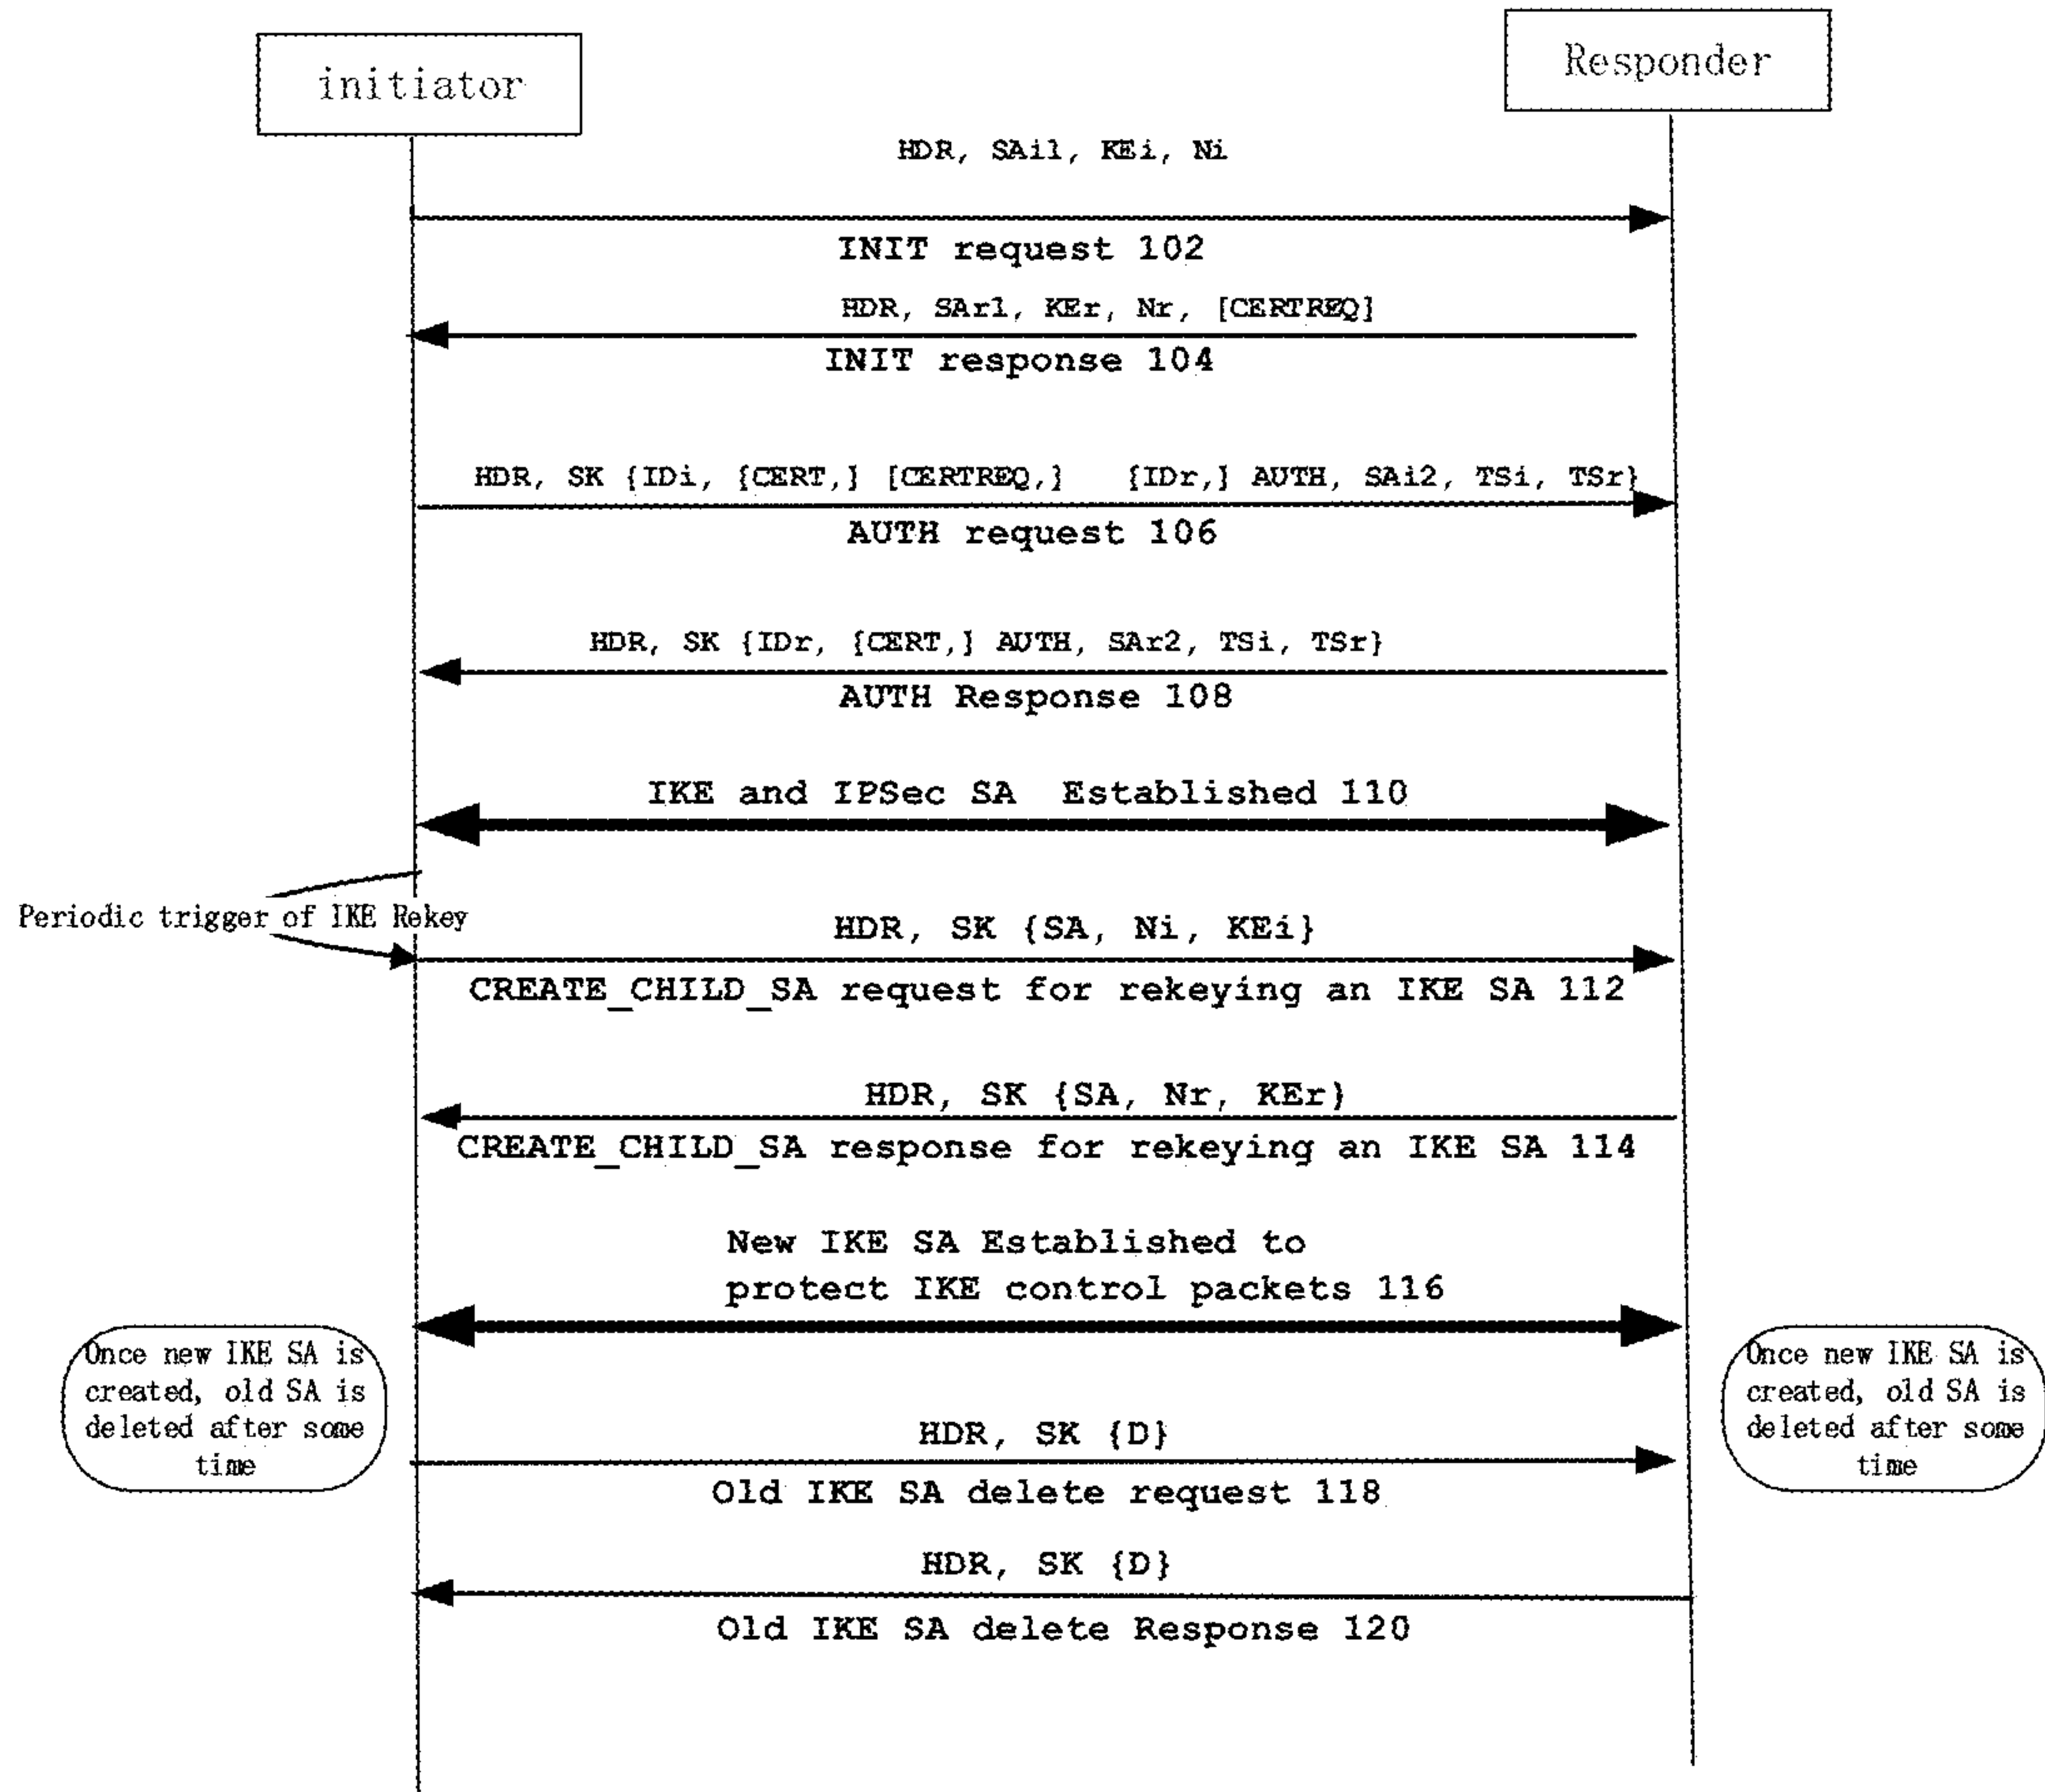 initiator
Responder
HDR, SAi1, KEi, Ni
INIT request 102
HDR, SAr1, KEr, Nr, [CERTREQ]
INIT response 104
HDR, SK {IDi, [CERT,] [CERTREQ,] [IDr,] AUTH, SAi2, TSi, TSr}
AUTH request 106
HDR, SK {IDr, [CERT,] AUTH, SAr2, TSi, TSr}
AUTH Response 108
IKE and IPSec SA Established 110
Periodic trigger of IKE Rekey
HDR, SK {SA, Ni, KEi}
CREATE_CHILD_SA request for rekeying an IKE SA 112
HDR, SK {SA, Nr, KEr}
CREATE_CHILD_SA response for rekeying an IKE SA 114
New IKE SA Established to
protect IKE control packets 116
Once new IKE SA is
created, old SA is
deleted after some
time
Once new IKE SA is
created, old SA is
deleted after some
time
HDR, SK {D}
Old IKE SA delete request 118
HDR, SK {D}
Old IKE SA delete Response 120